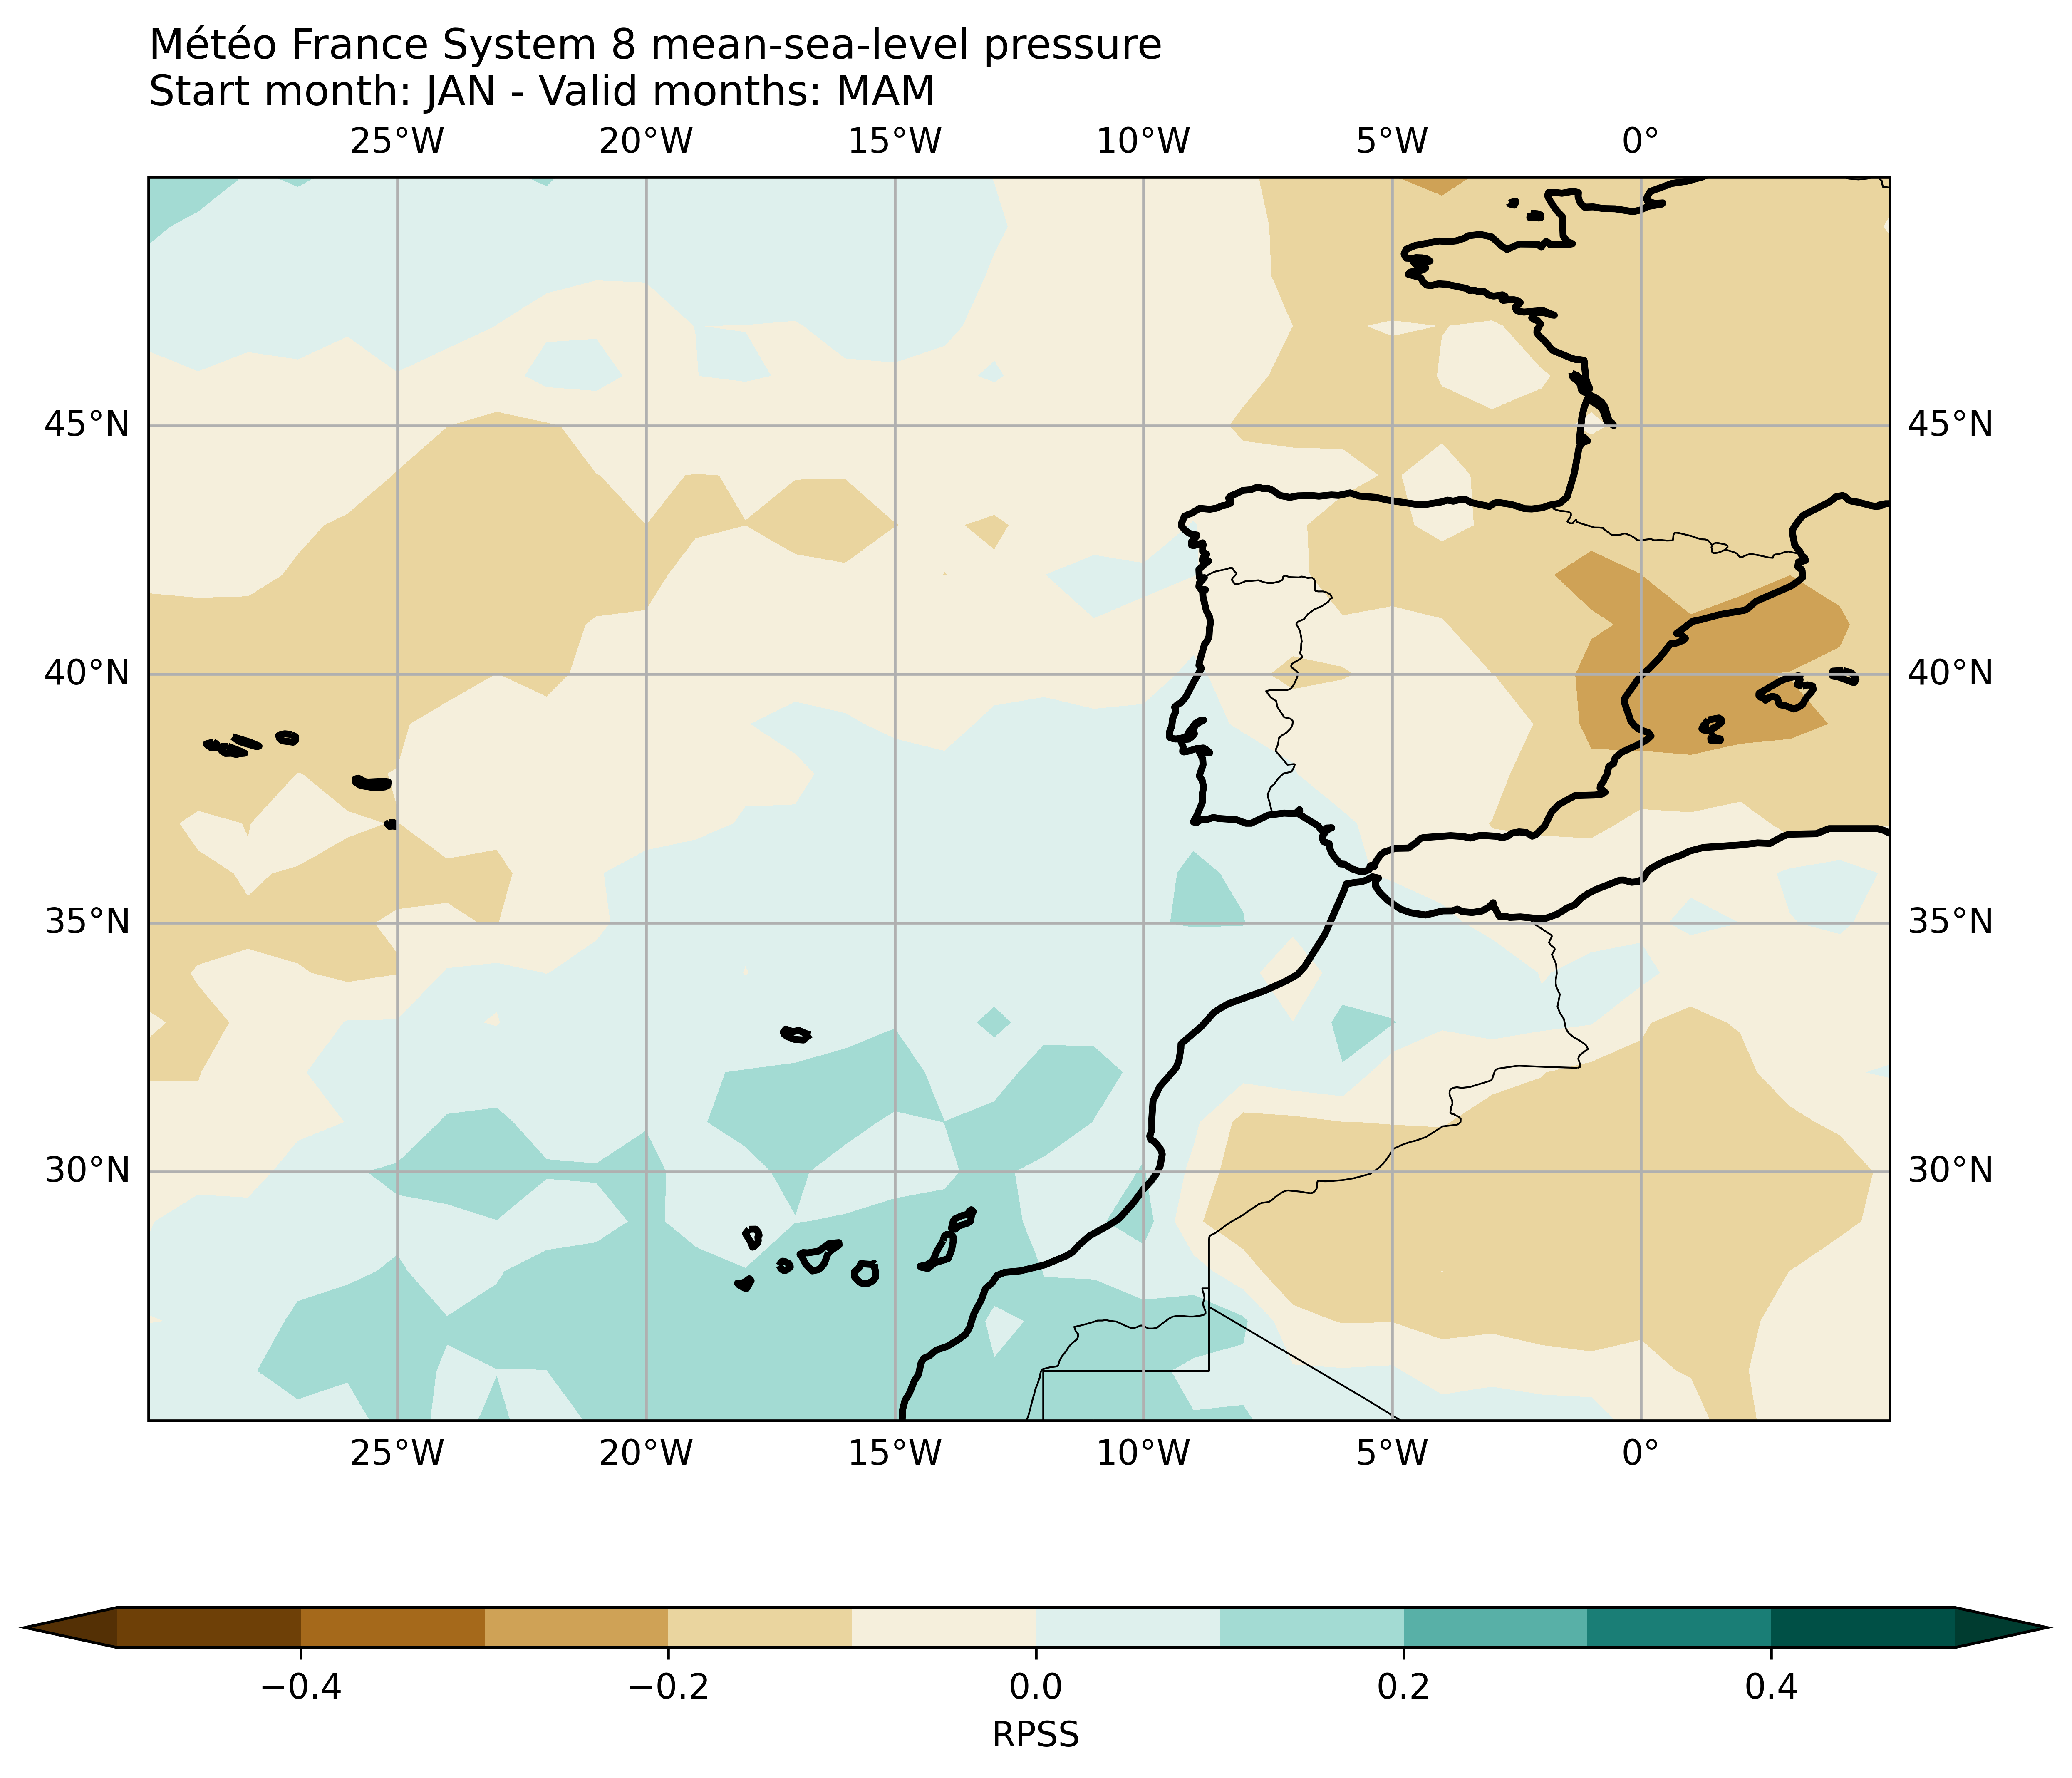 Météo France System 8 mean-sea-level pressure
Start month: JAN - Valid months: MAM
25°W 20°W 15°W 10°W 5°W 0°
45°N 45°N
40°N 40°N
35°N 35°N
30°N 30°N
25°W 20°W 15°W 10°W 5°W 0°
−0.4 −0.2 0.0 0.2 0.4
RPSS